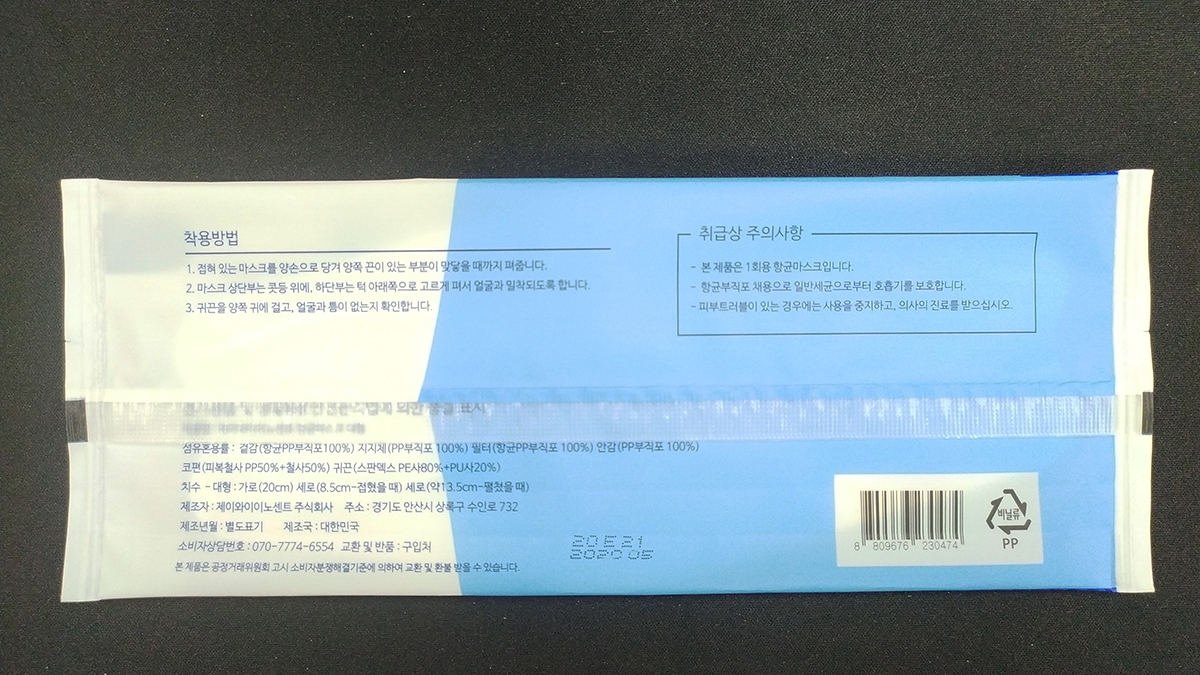 착용방법
1. 접혀 있는 마스크를 양손으로 당겨 양쪽 끈이 있는 부분이 맞닿을 때까지 펴줍니다.
2. 마스크 상단부는 콧등 위에, 하단부는 턱 아래쪽으로 고르게 펴서 얼굴과 밀착되도록 합니다.
3. 귀끈을 양쪽 귀에 걸고, 얼굴과 틈이 없는지 확인합니다.
취급상 주의사항
- 본 제품은 1회용 항균마스크입니다.
- 항균부직포 채용으로 일반세균으로부터 호흡기를 보호합니다.
- 피부트러블이 있는 경우에는 사용을 중지하고, 의사의 진료를 받으십시오.
의한 품질 표시
섬유혼용률 : 겉감(항균PP부직포100%) 지지체(PP부직포 100%) 필터(항균PP부직포 100%) 안감(PP부직포 100%)
코편(피복철사 PP50%+철사50%) 귀끈(스판덱스 PE사80%+PU사20%)
치수 - 대형 : 가로(20cm) 세로(8.5cm-접혔을 때) 세로(약13.5cm-펼쳤을 때)
제조자 : 제이와이이노센트 주식회사 주소 : 경기도 안산시 상록구 수인로 732
제조년월 : 별도표기 제조국 : 대한민국
소비자상담번호 : 070-7774-6554 교환 및 반품 : 구입처
본 제품은 공정거래위원회 고시 소비자분쟁해결기준에 의하여 교환 및 환불 받을 수 있습니다.
20E21
202005
8 809676 230474
비닐류
PP